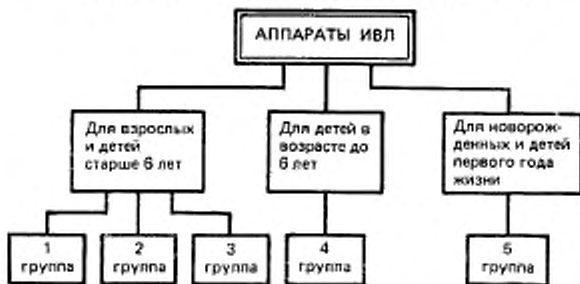 АППАРАТЫ ИВЛ
Для взрослых
и детей
старше 6 лет
Для детей в
возрасте до
6 лет
Для новорож-
денных и детей
первого года
жизни
1
группа
2
группа
3
группа
4
группа
5
группа